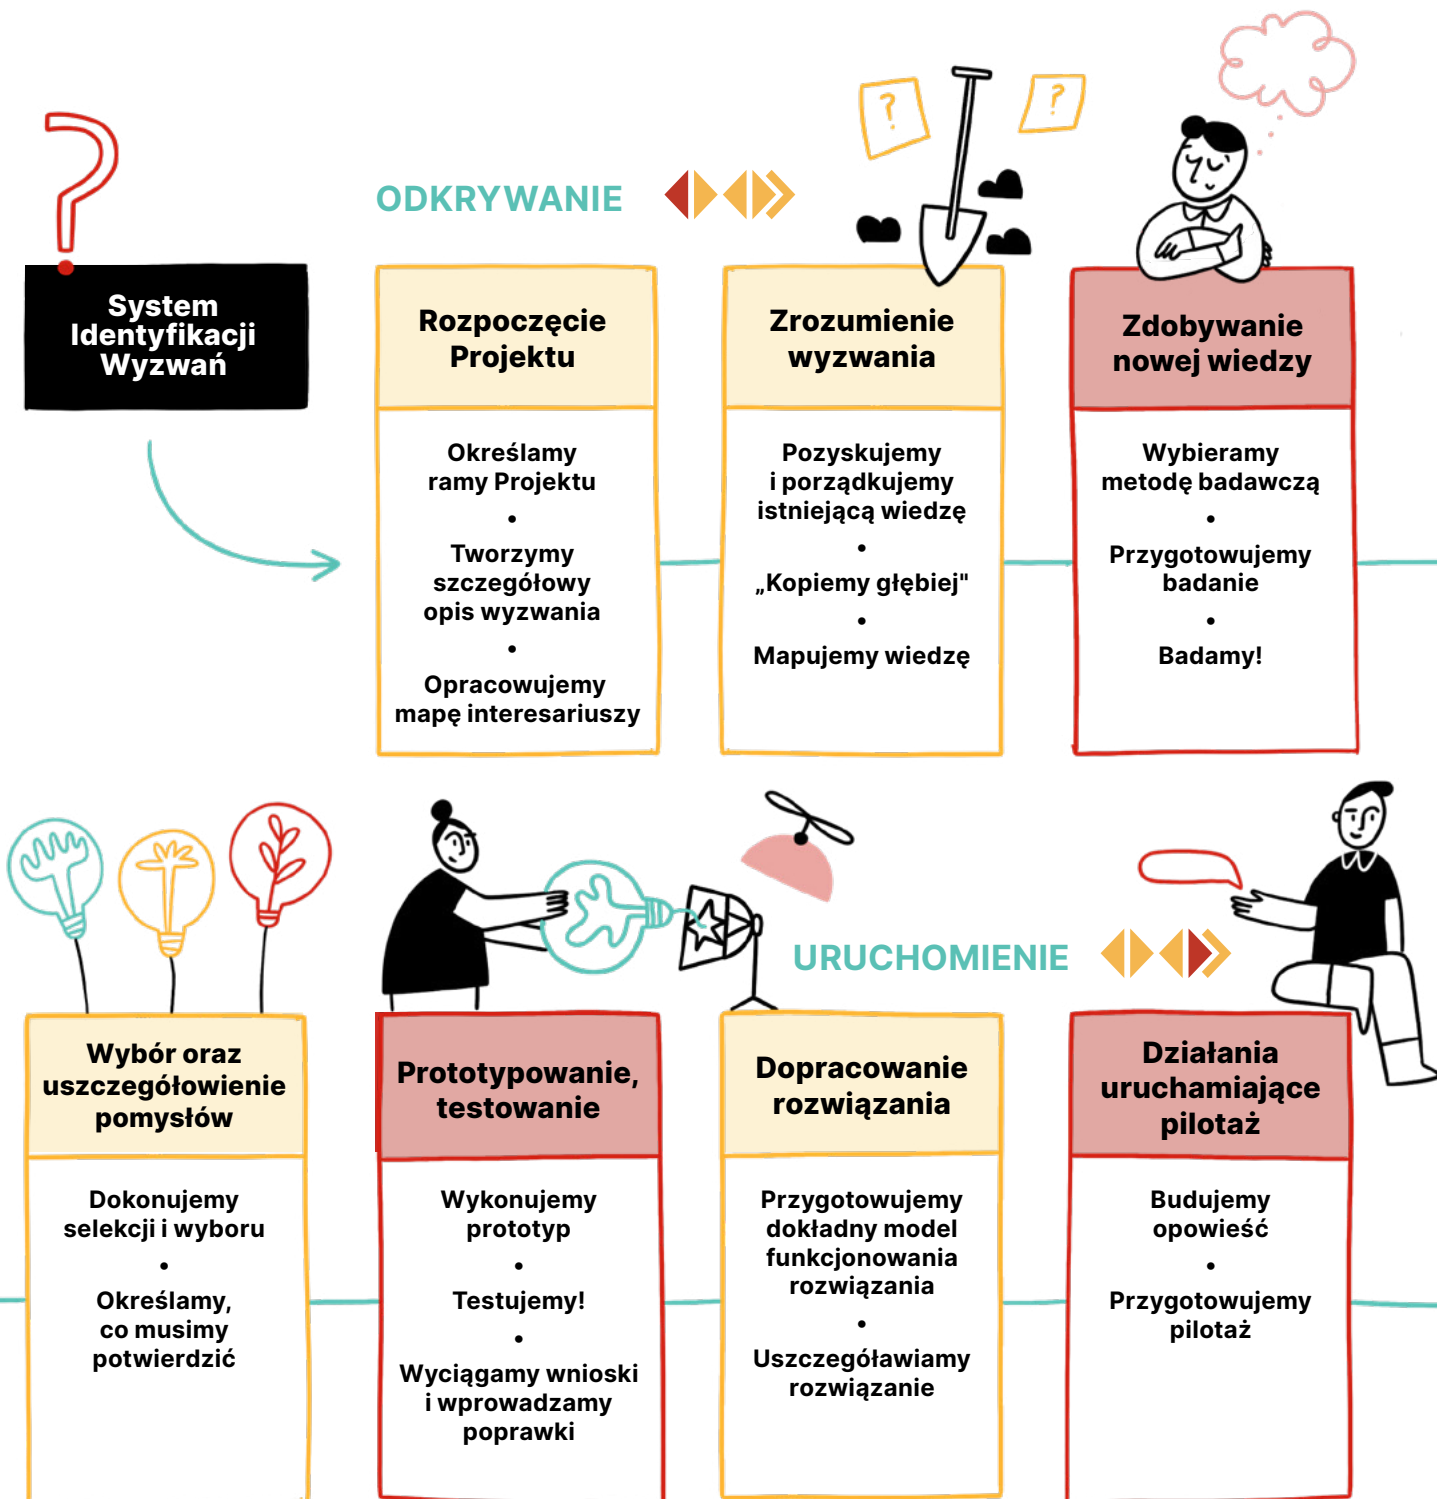 ?
?
ODKRYWANIE
System
Identyfikacji
Wyzwań
Rozpoczęcie
Projektu
Określamy
ramy Projektu
•
Tworzymy
szczegółowy
opis wyzwania
•
Opracowujemy
mapę interesariuszy
Zrozumienie
wyzwania
Pozyskujemy
i porządkujemy
istniejącą wiedzę
•
„Kopiemy głębiej"
•
Mapujemy wiedzę
Zdobywanie
nowej wiedzy
Wybieramy
metodę badawczą
•
Przygotowujemy
badanie
•
Badamy!
URUCHOMIENIE
Wybór oraz
uszczegółowienie
pomysłów
Dokonujemy
selekcji i wyboru
•
Określamy,
co musimy
potwierdzić
Prototypowanie,
testowanie
Wykonujemy
prototyp
•
Testujemy!
•
Wyciągamy wnioski
i wprowadzamy
poprawki
Dopracowanie
rozwiązania
Przygotowujemy
dokładny model
funkcjonowania
rozwiązania
•
Uszczegóławiamy
rozwiązanie
Działania
uruchamiające
pilotaż
Budujemy
opowieść
•
Przygotowujemy
pilotaż